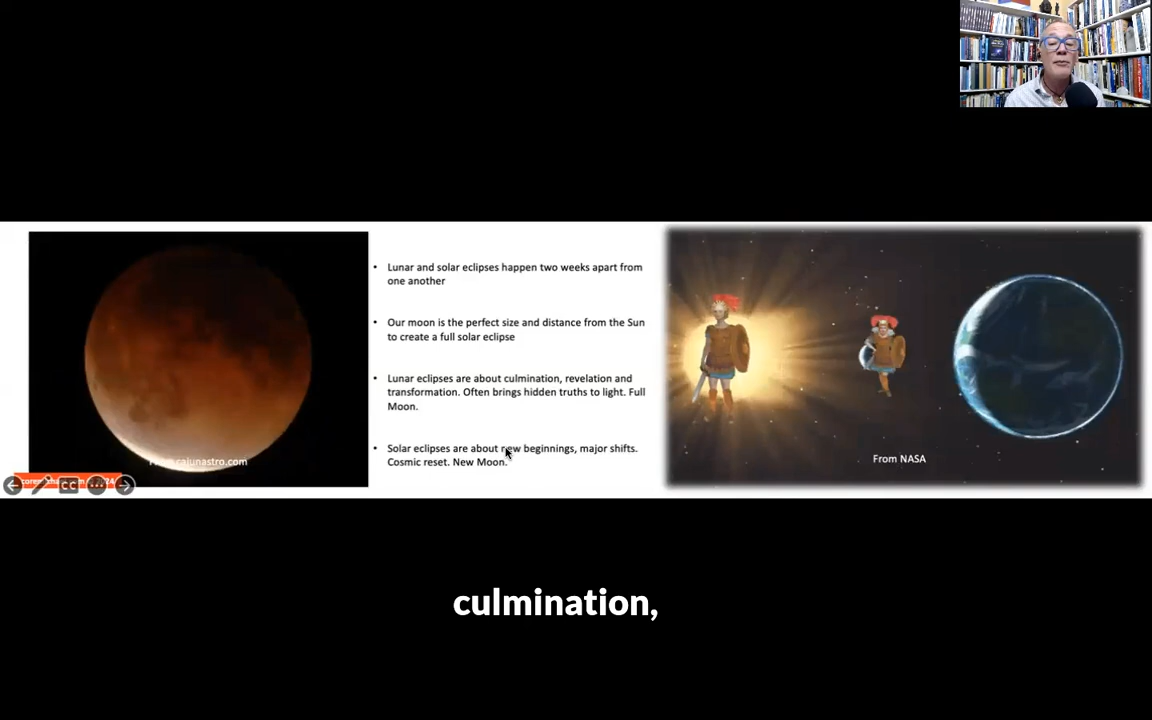 • Lunar and solar eclipses happen two weeks apart from
one another
• Our moon is the perfect size and distance from the Sun
to create a full solar eclipse
• Lunar eclipses are about culmination, revelation and
transformation. Often brings hidden truths to light. Full
Moon.
• Solar eclipses are about new beginnings, major shifts.
Cosmic reset. New Moon.
cajunastro.com
From NASA
CC
culmination,